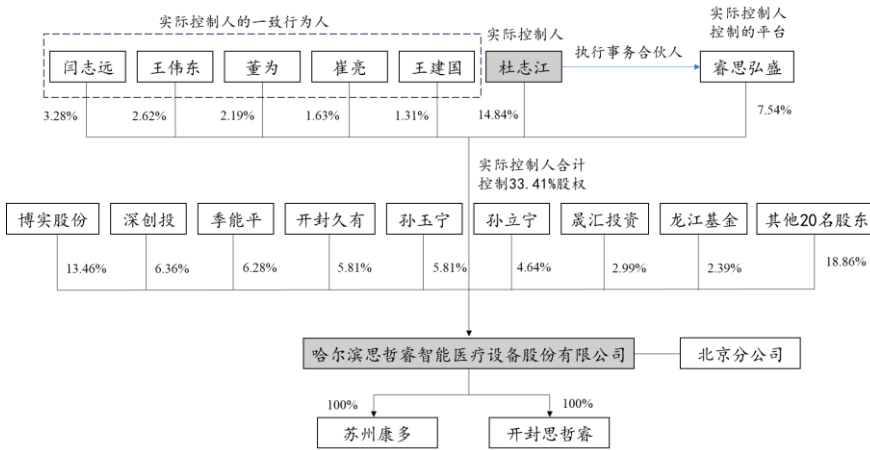 实际控制人的一致行为人
实际控制人
实际控制人
控制的平台
执行事务合伙人
闫志远
王伟东
董为
崔亮
王建国
杜志江
睿思弘盛
3.28%
2.62%
2.19%
1.63%
1.31%
14.84%
7.54%
实际控制人合计
控制33.41%股权
博实股份
深创投
季能平
开封久有
孙玉宁
孙立宁
晟汇投资
龙江基金
其他20名股东
13.46%
6.36%
6.28%
5.81%
5.81%
4.64%
2.99%
2.39%
18.86%
哈尔滨思哲睿智能医疗设备股份有限公司
北京分公司
100%
100%
苏州康多
开封思哲睿